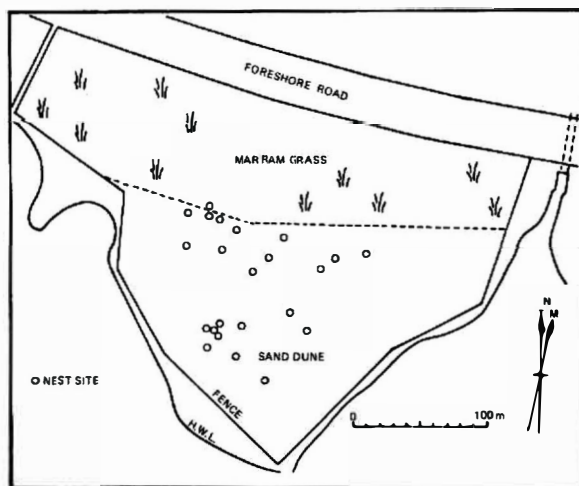 FORESHORE ROAD
MARRAM GRASS
N
M
SAND DUNE
NEST SITE
FENCE
H.W.L.
0 100 m